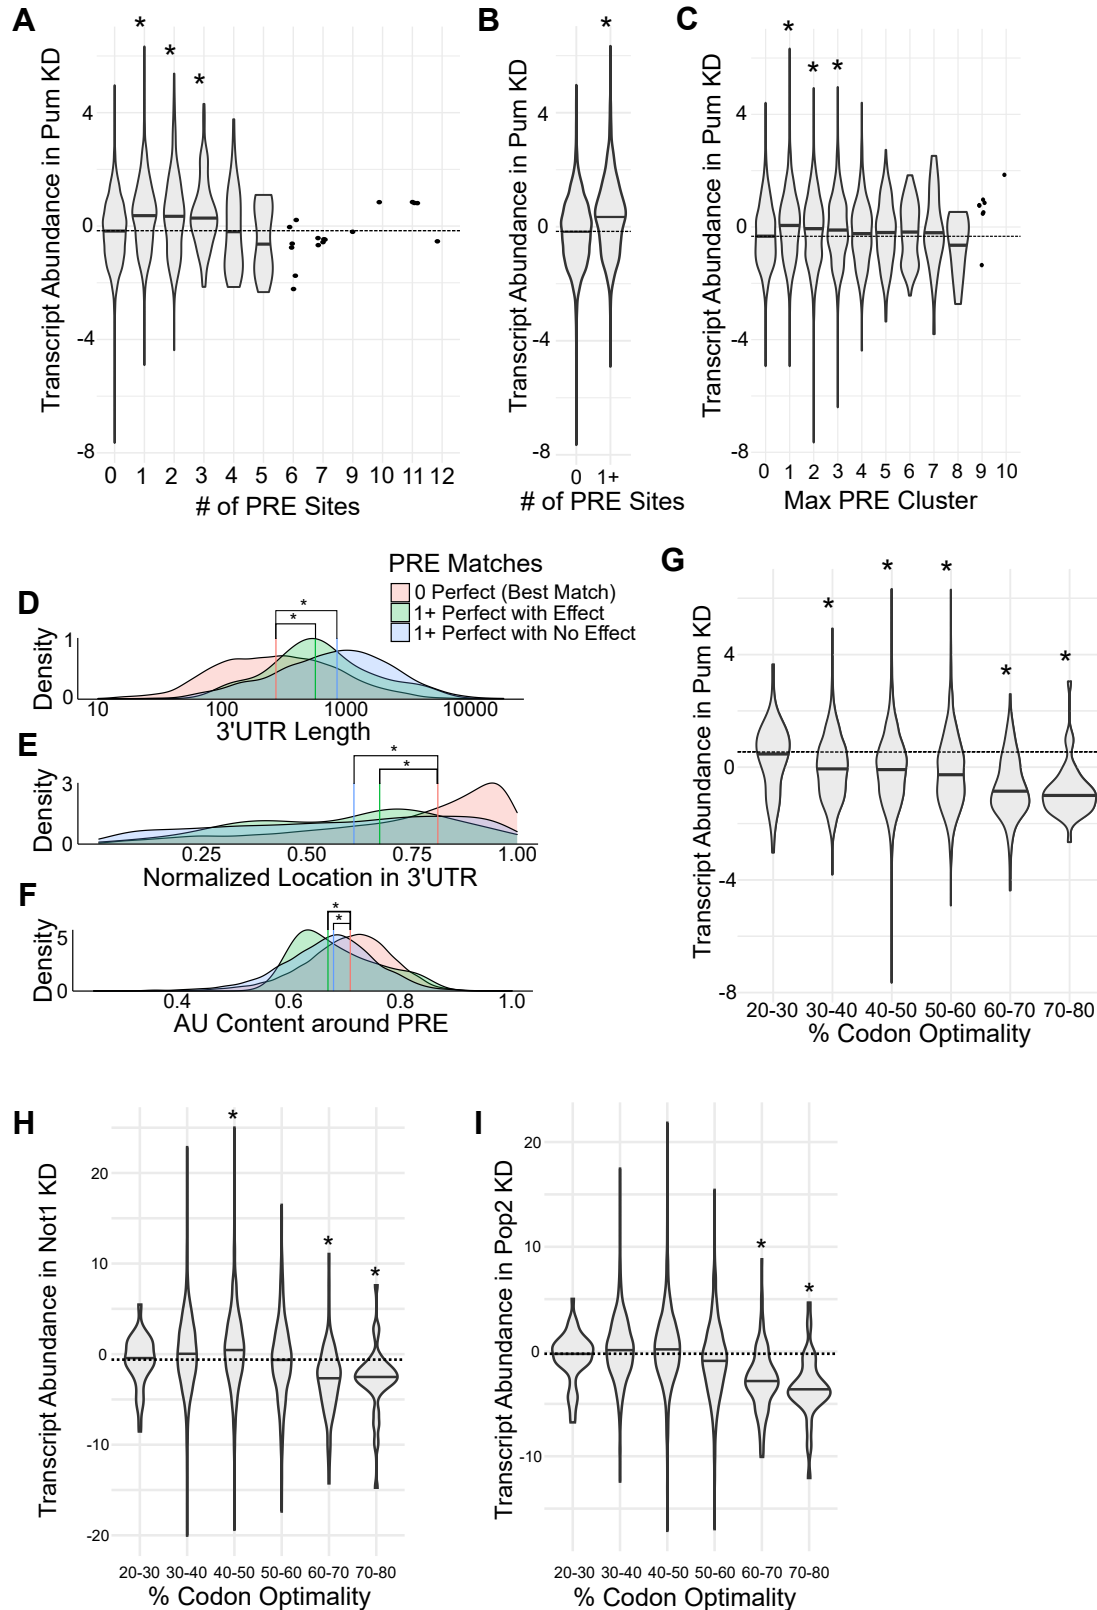 A
Transcript Abundance in Pum KD
4
0
-4
-8
* * *
0 1 2 3 4 5 6 7 9 10 11 12
# of PRE Sites
B
Transcript Abundance in Pum KD
4
0
-4
-8
*
0 1+
# of PRE Sites
C
Transcript Abundance in Pum KD
4
0
-4
-8
* * *
0 1 2 3 4 5 6 7 8 9 10
Max PRE Cluster
PRE Matches
0 Perfect (Best Match)
1+ Perfect with Effect
1+ Perfect with No Effect
D
Density
1
0
*
*
10 100 1000 10000
3'UTR Length
E
Density
3
0
*
*
0.25 0.50 0.75 1.00
Normalized Location in 3'UTR
F
Density
5
0
*
*
0.4 0.6 0.8 1.0
AU Content around PRE
G
Transcript Abundance in Pum KD
4
0
-4
-8
* * * * *
20-30 30-40 40-50 50-60 60-70 70-80
% Codon Optimality
H
Transcript Abundance in Not1 KD
20
10
0
-10
-20
* * *
20-30 30-40 40-50 50-60 60-70 70-80
% Codon Optimality
I
Transcript Abundance in Pop2 KD
20
10
0
-10
* *
20-30 30-40 40-50 50-60 60-70 70-80
% Codon Optimality